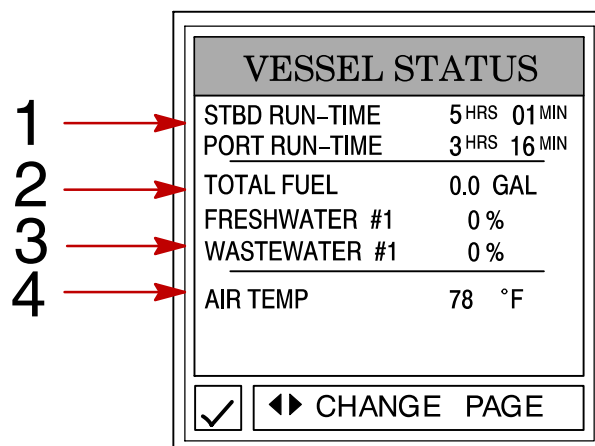 VESSEL STATUS
1
STBD RUN–TIME 5 HRS 01 MIN
PORT RUN–TIME 3 HRS 16 MIN
2
TOTAL FUEL 0.0 GAL
FRESHWATER #1 0 %
3
WASTEWATER #1 0 %
4
AIR TEMP 78 °F
CHANGE PAGE